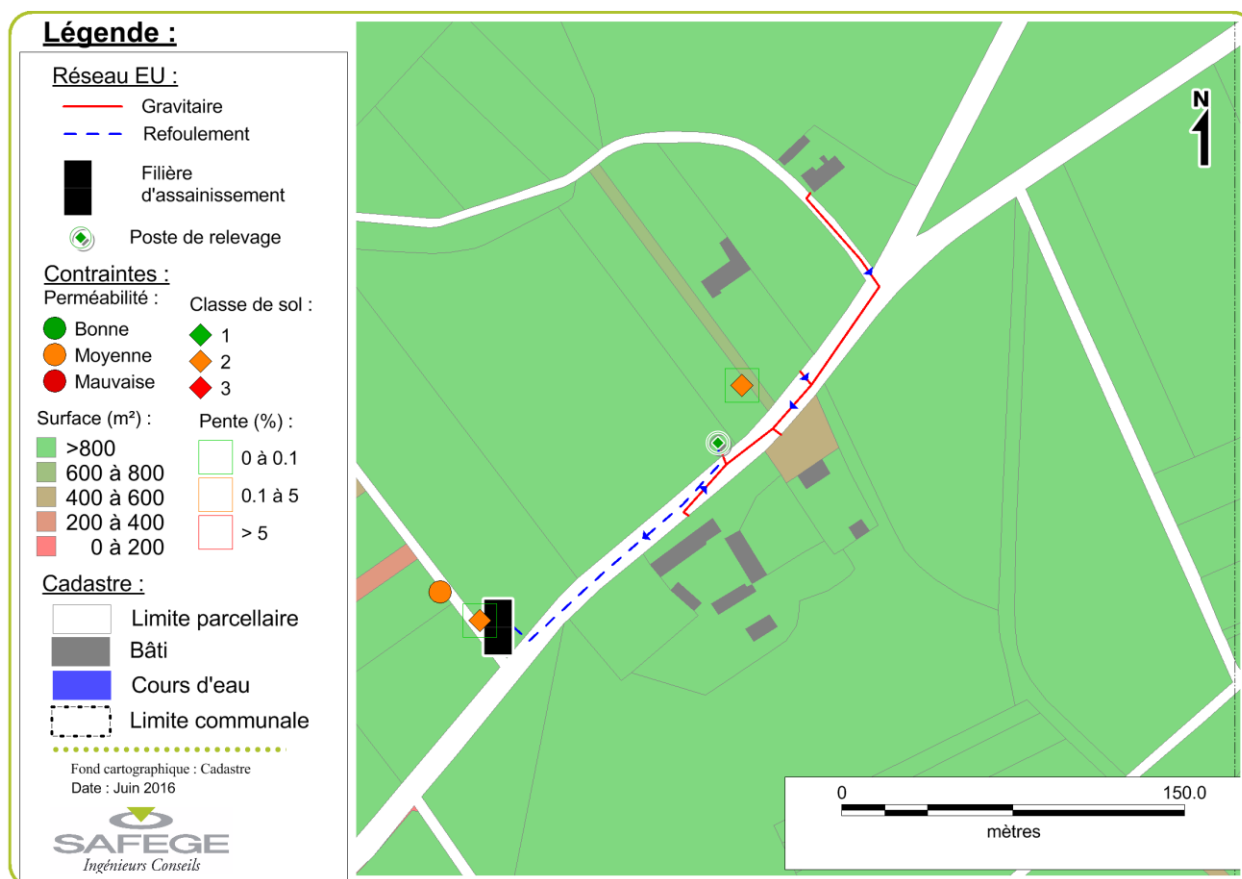 Légende :
Réseau EU :
Gravitaire
Refoulement
Filière
d'assainissement
Poste de relevage
Contraintes :
Perméabilité :
Bonne
Moyenne
Mauvaise
Classe de sol :
1
2
3
Surface (m²) :
>800
600 à 800
400 à 600
200 à 400
0 à 200
Pente (%) :
0 à 0.1
0.1 à 5
> 5
Cadastre :
Limite parcellaire
Bâti
Cours d'eau
Limite communale
Fond cartographique : Cadastre
Date : Juin 2016
SAFEGE
Ingénieurs Conseils
N
0 150.0
mètres